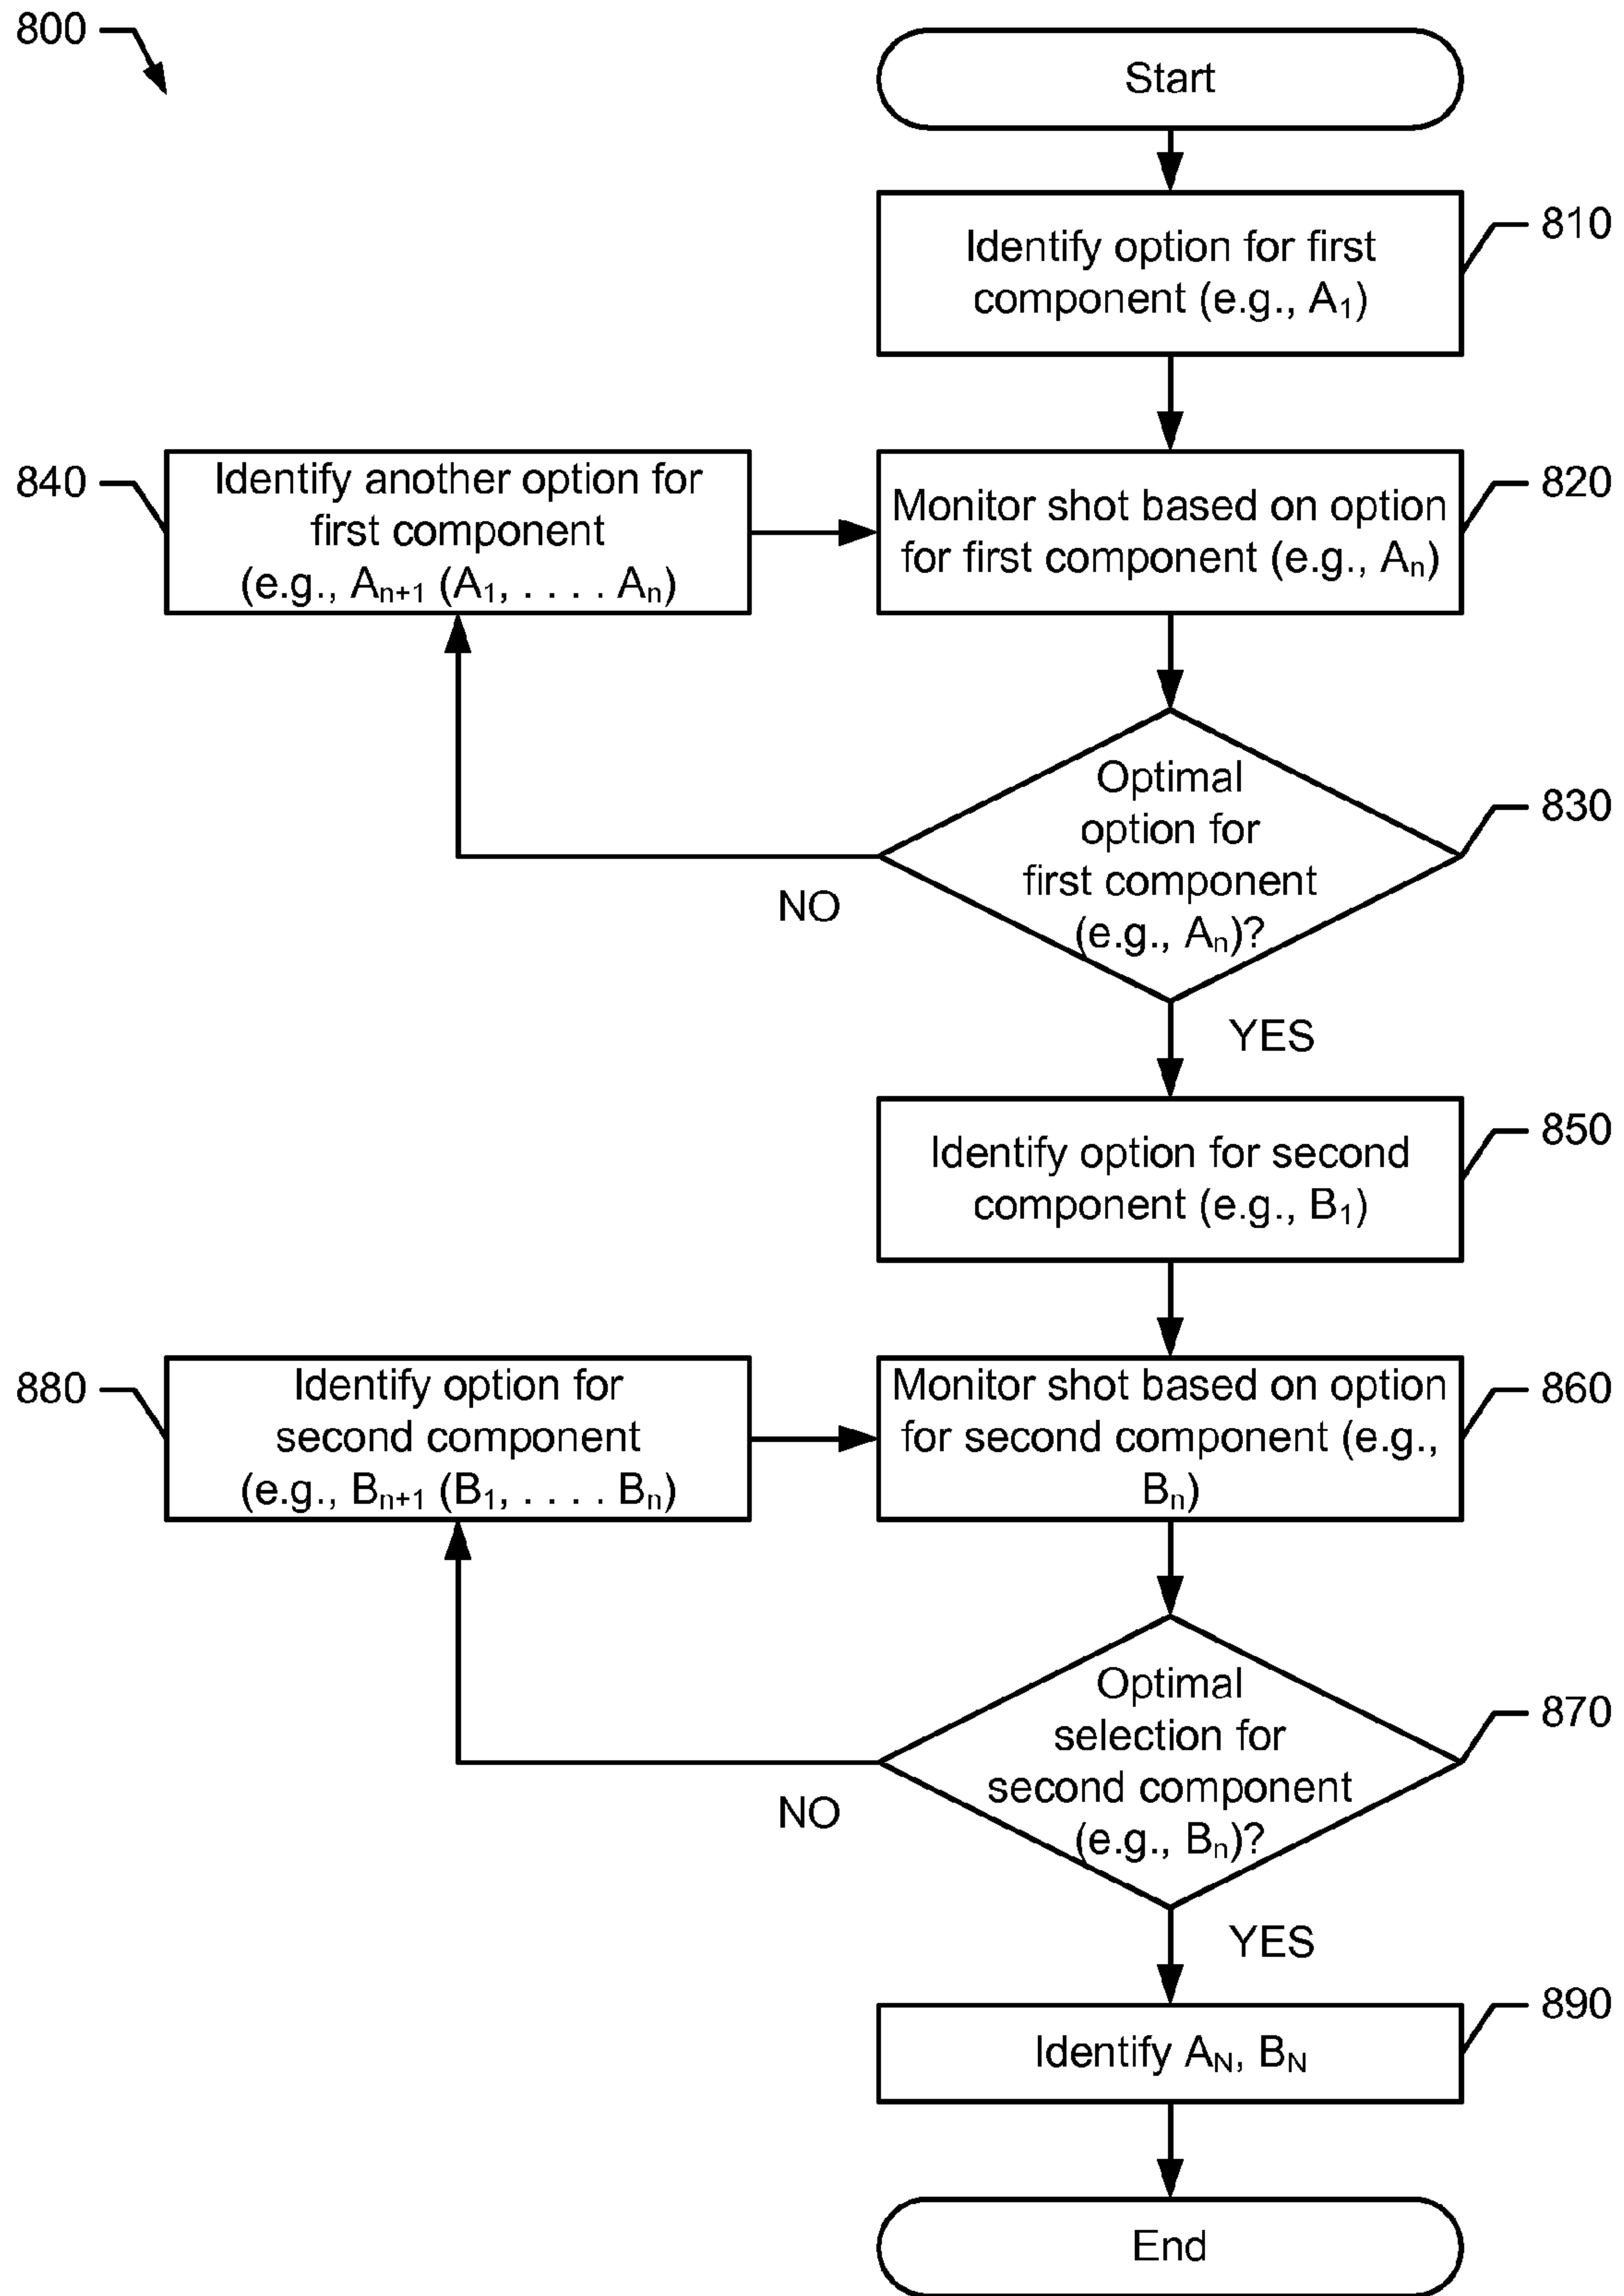 800
Start
Identify option for first
component (e.g., A₁)
810
840
Identify another option for
first component
(e.g., Aₙ₊₁ (A₁, . . . . Aₙ)
Monitor shot based on option
for first component (e.g., Aₙ)
820
Optimal
option for
first component
(e.g., Aₙ)?
830
NO
YES
Identify option for second
component (e.g., B₁)
850
880
Identify option for
second component
(e.g., Bₙ₊₁ (B₁, . . . . Bₙ)
Monitor shot based on option
for second component (e.g.,
Bₙ)
860
Optimal
selection for
second component
(e.g., Bₙ)?
870
NO
YES
Identify A_N, B_N
890
End